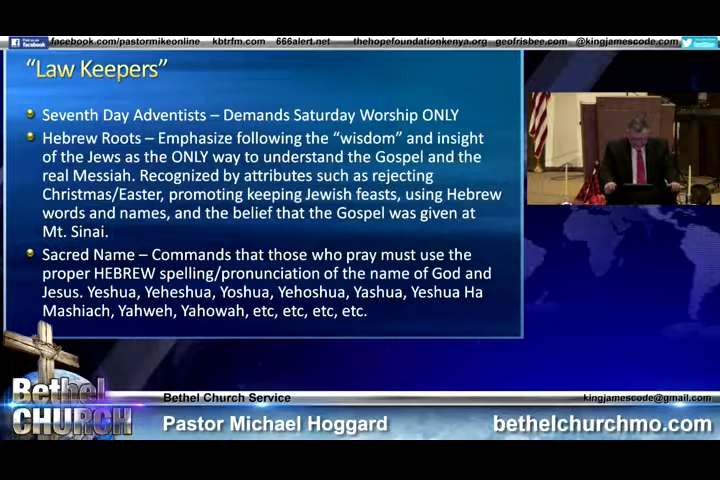 Find us on
facebook
facebook.com/pastormikeonline kbtrfm.com 666alert.net thehopefoundationkenya.org geofrisbee.com @kingjamescode.com twitter
“Law Keepers”
Seventh Day Adventists – Demands Saturday Worship ONLY
Hebrew Roots – Emphasize following the “wisdom” and insight
of the Jews as the ONLY way to understand the Gospel and the
real Messiah. Recognized by attributes such as rejecting
Christmas/Easter, promoting keeping Jewish feasts, using Hebrew
words and names, and the belief that the Gospel was given at
Mt. Sinai.
Sacred Name – Commands that those who pray must use the
proper HEBREW spelling/pronunciation of the name of God and
Jesus. Yeshua, Yeheshua, Yoshua, Yehoshua, Yashua, Yeshua Ha
Mashiach, Yahweh, Yahowah, etc, etc, etc, etc.
Bethel
CHURCH
Bethel Church Service kingjamescode@gmail.com
Pastor Michael Hoggard bethelchurchmo.com